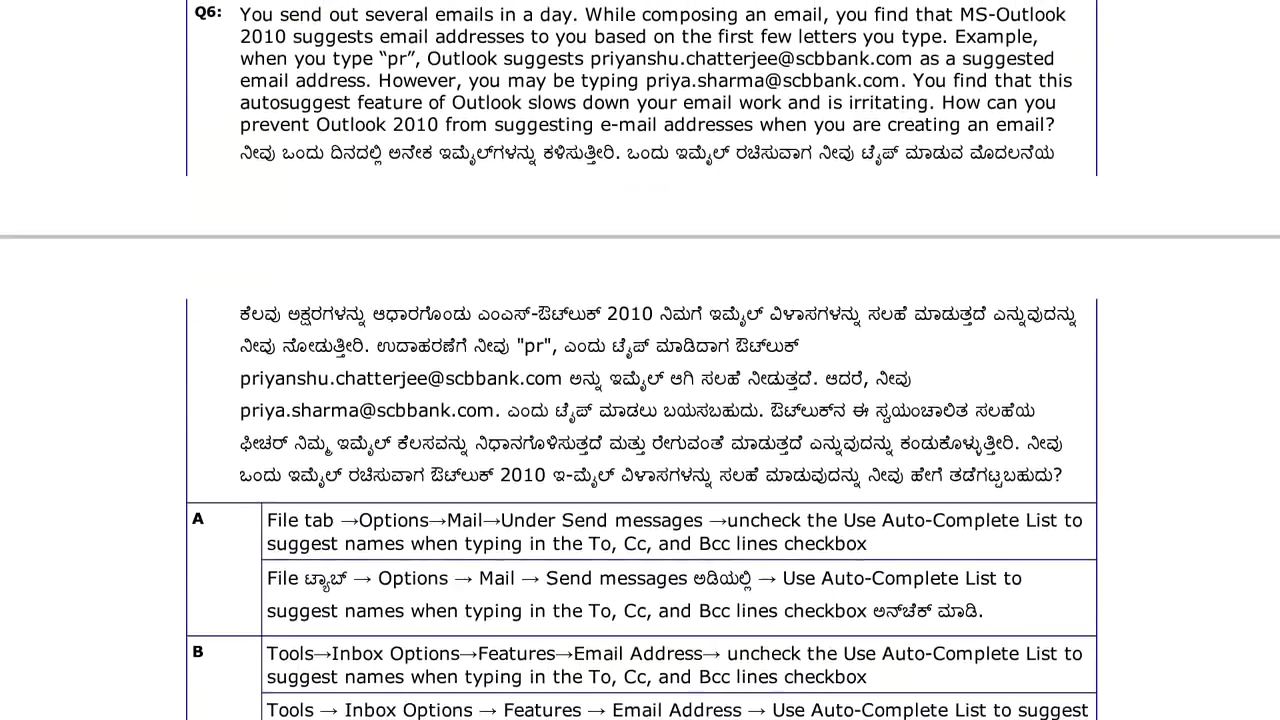 Q6: You send out several emails in a day. While composing an email, you find that MS-Outlook
2010 suggests email addresses to you based on the first few letters you type. Example,
when you type “pr”, Outlook suggests priyanshu.chatterjee@scbbank.com as a suggested
email address. However, you may be typing priya.sharma@scbbank.com. You find that this
autosuggest feature of Outlook slows down your email work and is irritating. How can you
prevent Outlook 2010 from suggesting e-mail addresses when you are creating an email?
ನೀವು ಒಂದು ದಿನದಲ್ಲಿ ಅನೇಕ ಇಮೈಲ್‌ಗಳನ್ನು ಕಳಿಸುತ್ತೀರಿ. ಒಂದು ಇಮೈಲ್ ರಚಿಸುವಾಗ ನೀವು ಟೈಪ್ ಮಾಡುವ ಮೊದಲನೆಯ
ಕೆಲವು ಅಕ್ಷರಗಳನ್ನು ಆಧಾರಗೊಂಡು ಎಂಎಸ್-ಔಟ್‌ಲುಕ್ 2010 ನಿಮಗೆ ಇಮೈಲ್ ವಿಳಾಸಗಳನ್ನು ಸಲಹೆ ಮಾಡುತ್ತದೆ ಎನ್ನುವುದನ್ನು
ನೀವು ನೋಡುತ್ತೀರಿ. ಉದಾಹರಣೆಗೆ ನೀವು "pr", ಎಂದು ಟೈಪ್ ಮಾಡಿದಾಗ ಔಟ್‌ಲುಕ್
priyanshu.chatterjee@scbbank.com ಅನ್ನು ಇಮೈಲ್ ಆಗಿ ಸಲಹೆ ನೀಡುತ್ತದೆ. ಆದರೆ, ನೀವು
priya.sharma@scbbank.com. ಎಂದು ಟೈಪ್ ಮಾಡಲು ಬಯಸಬಹುದು. ಔಟ್‌ಲುಕ್‌ನ ಈ ಸ್ವಯಂಚಾಲಿತ ಸಲಹೆಯ
ಫೀಚರ್ ನಿಮ್ಮ ಇಮೈಲ್ ಕೆಲಸವನ್ನು ನಿಧಾನಗೊಳಿಸುತ್ತದೆ ಮತ್ತು ರೇಗುವಂತೆ ಮಾಡುತ್ತದೆ ಎನ್ನುವುದನ್ನು ಕಂಡುಕೊಳ್ಳುತ್ತೀರಿ. ನೀವು
ಒಂದು ಇಮೈಲ್ ರಚಿಸುವಾಗ ಔಟ್‌ಲುಕ್ 2010 ಇ-ಮೈಲ್ ವಿಳಾಸಗಳನ್ನು ಸಲಹೆ ಮಾಡುವುದನ್ನು ನೀವು ಹೇಗೆ ತಡೆಗಟ್ಟಬಹುದು?
A File tab →Options→Mail→Under Send messages →uncheck the Use Auto-Complete List to
suggest names when typing in the To, Cc, and Bcc lines checkbox
File ಟ್ಯಾಬ್ → Options → Mail → Send messages ಅಡಿಯಲ್ಲಿ → Use Auto-Complete List to
suggest names when typing in the To, Cc, and Bcc lines checkbox ಅನ್‌ಚೆಕ್ ಮಾಡಿ.
B Tools→Inbox Options→Features→Email Address→ uncheck the Use Auto-Complete List to
suggest names when typing in the To, Cc, and Bcc lines checkbox
Tools → Inbox Options → Features → Email Address → Use Auto-Complete List to suggest